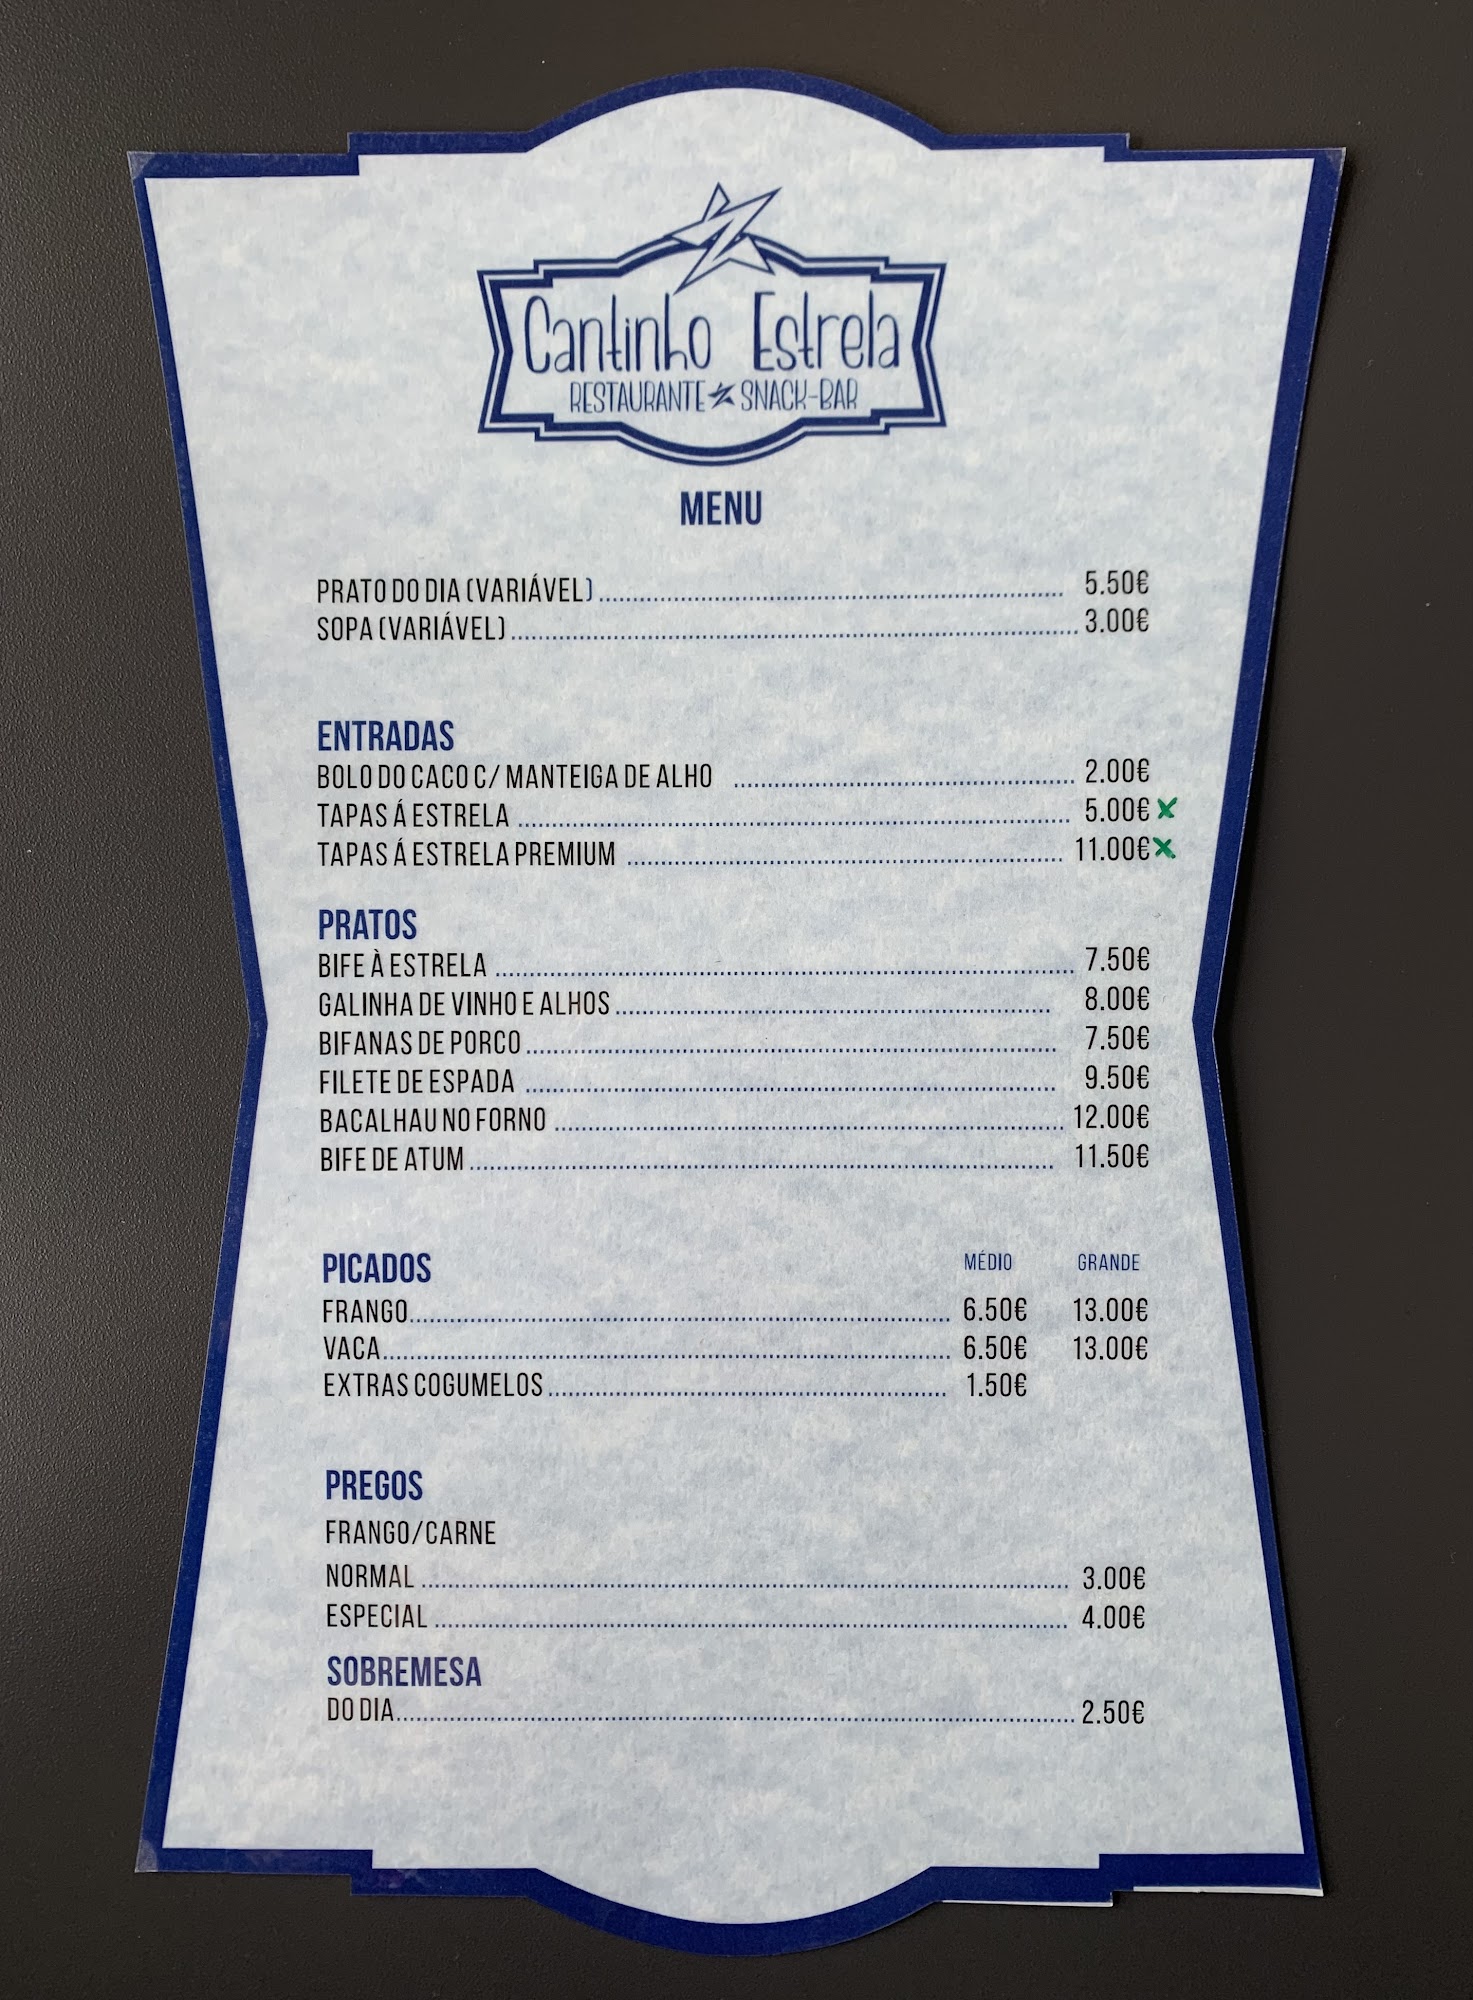 Cantinho Estrela
RESTAURANTE SNACK-BAR
MENU
PRATO DO DIA (VARIÁVEL) 5.50€
SOPA (VARIÁVEL) 3.00€
ENTRADAS
BOLO DO CACO C/ MANTEIGA DE ALHO 2.00€
TAPAS Á ESTRELA 5.00€ x
TAPAS Á ESTRELA PREMIUM 11.00€ x
PRATOS
BIFE À ESTRELA 7.50€
GALINHA DE VINHO E ALHOS 8.00€
BIFANAS DE PORCO 7.50€
FILETE DE ESPADA 9.50€
BACALHAU NO FORNO 12.00€
BIFE DE ATUM 11.50€
PICADOS MÉDIO GRANDE
FRANGO 6.50€ 13.00€
VACA 6.50€ 13.00€
EXTRAS COGUMELOS 1.50€
PREGOS
FRANGO/CARNE
NORMAL 3.00€
ESPECIAL 4.00€
SOBREMESA
DO DIA 2.50€